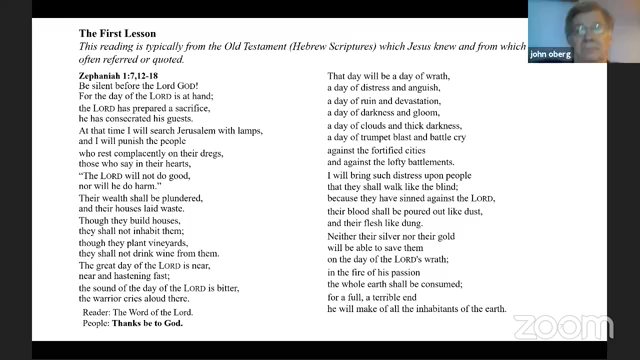 The First Lesson
This reading is typically from the Old Testament (Hebrew Scriptures) which Jesus knew and from which
often referred or quoted.
Zephaniah 1:7,12-18
Be silent before the Lord GOD!
For the day of the LORD is at hand;
the LORD has prepared a sacrifice,
he has consecrated his guests.
At that time I will search Jerusalem with lamps,
and I will punish the people
who rest complacently on their dregs,
those who say in their hearts,
“The LORD will not do good,
nor will he do harm.”
Their wealth shall be plundered,
and their houses laid waste.
Though they build houses,
they shall not inhabit them;
though they plant vineyards,
they shall not drink wine from them.
The great day of the LORD is near,
near and hastening fast;
the sound of the day of the LORD is bitter,
the warrior cries aloud there.
Reader: The Word of the Lord.
People: Thanks be to God.
That day will be a day of wrath,
a day of distress and anguish,
a day of ruin and devastation,
a day of darkness and gloom,
a day of clouds and thick darkness,
a day of trumpet blast and battle cry
against the fortified cities
and against the lofty battlements.
I will bring such distress upon people
that they shall walk like the blind;
because they have sinned against the LORD,
their blood shall be poured out like dust,
and their flesh like dung.
Neither their silver nor their gold
will be able to save them
on the day of the LORD's wrath;
in the fire of his passion
the whole earth shall be consumed;
for a full, a terrible end
he will make of all the inhabitants of the earth.
john oberg
zoom